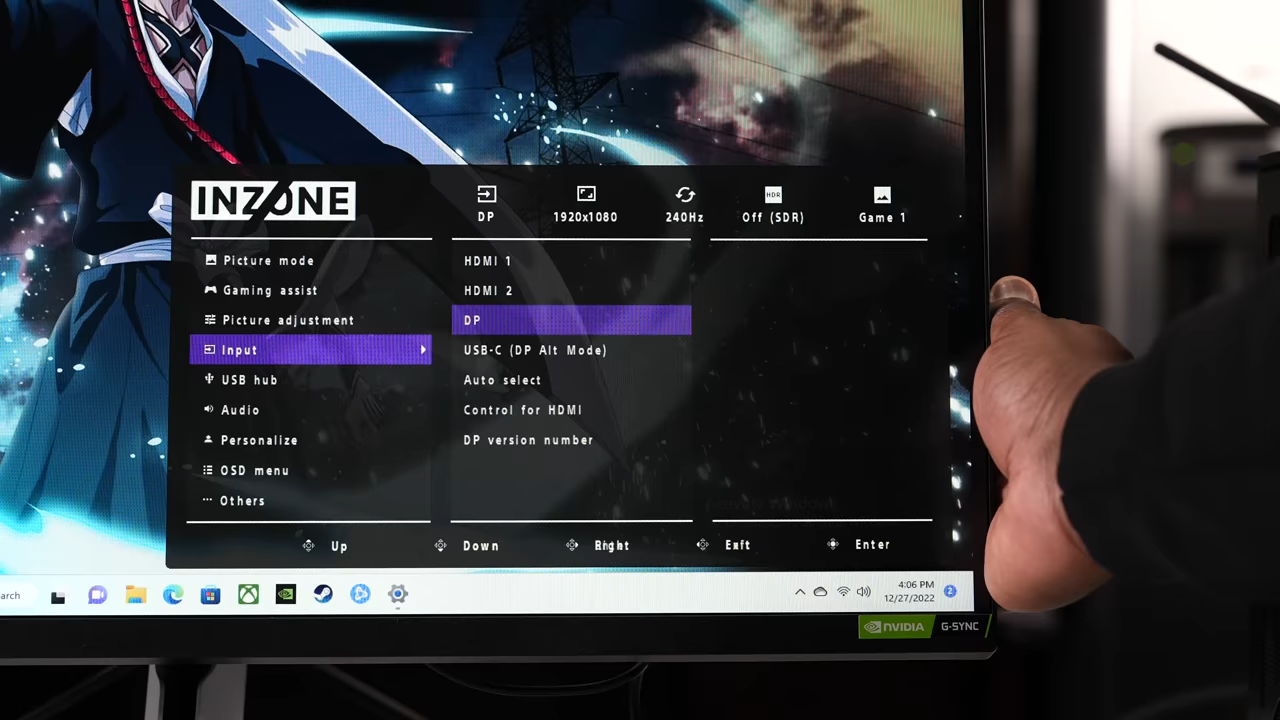 INZONE
DP
1920x1080
240Hz
HDR
Off (SDR)
Game 1
Picture mode
Gaming assist
Picture adjustment
Input
USB hub
Audio
Personalize
OSD menu
Others
HDMI 1
HDMI 2
DP
USB-C (DP Alt Mode)
Auto select
Control for HDMI
DP version number
Up
Down
Right
Exit
Enter
arch
4:06 PM
12/27/2022
2
NVIDIA G-SYNC